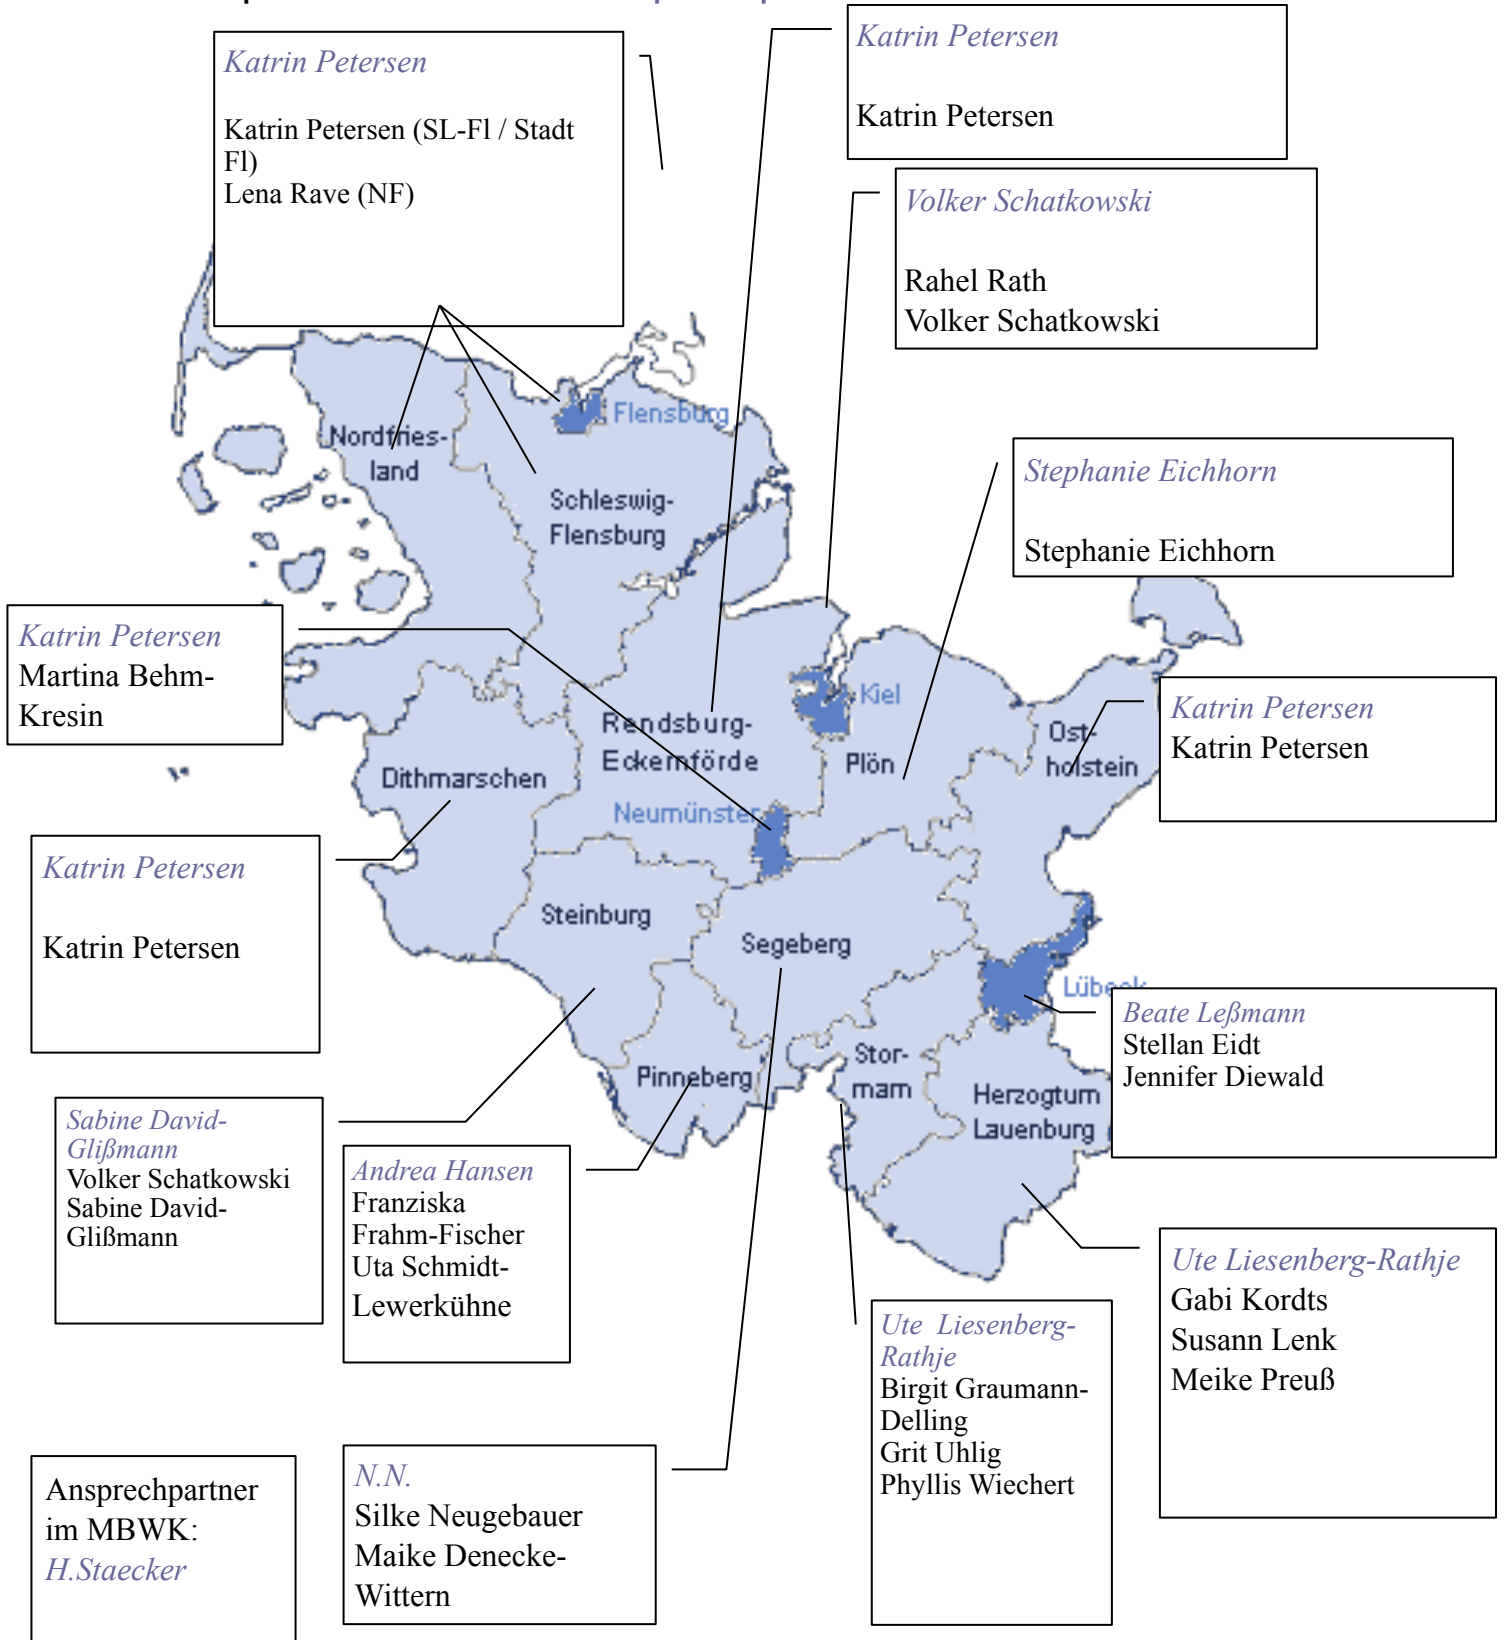 Katrin Petersen
Katrin Petersen (SL-Fl / Stadt
Fl)
Lena Rave (NF)
Katrin Petersen
Katrin Petersen
Volker Schatkowski
Rahel Rath
Volker Schatkowski
Flensburg
Nordfries-
land
Schleswig-
Flensburg
Stephanie Eichhorn
Stephanie Eichhorn
Katrin Petersen
Martina Behm-
Kresin
Kiel
Rendsburg-
Eckernförde
Plön
Ost-
holstein
Katrin Petersen
Katrin Petersen
Dithmarschen
Neumünster
Katrin Petersen
Katrin Petersen
Steinburg
Segeberg
Lübeck
Beate Leßmann
Stellan Eidt
Jennifer Diewald
Pinneberg
Stor-
marn
Herzogtum
Lauenburg
Sabine David-
Glißmann
Volker Schatkowski
Sabine David-
Glißmann
Andrea Hansen
Franziska
Frahm-Fischer
Uta Schmidt-
Lewerkühne
Ute Liesenberg-Rathje
Gabi Kordts
Susann Lenk
Meike Preuß
Ute  Liesenberg-
Rathje
Birgit Graumann-
Delling
Grit Uhlig
Phyllis Wiechert
Ansprechpartner
im MBWK:
H.Staecker
N.N.
Silke Neugebauer
Maike Denecke-
Wittern